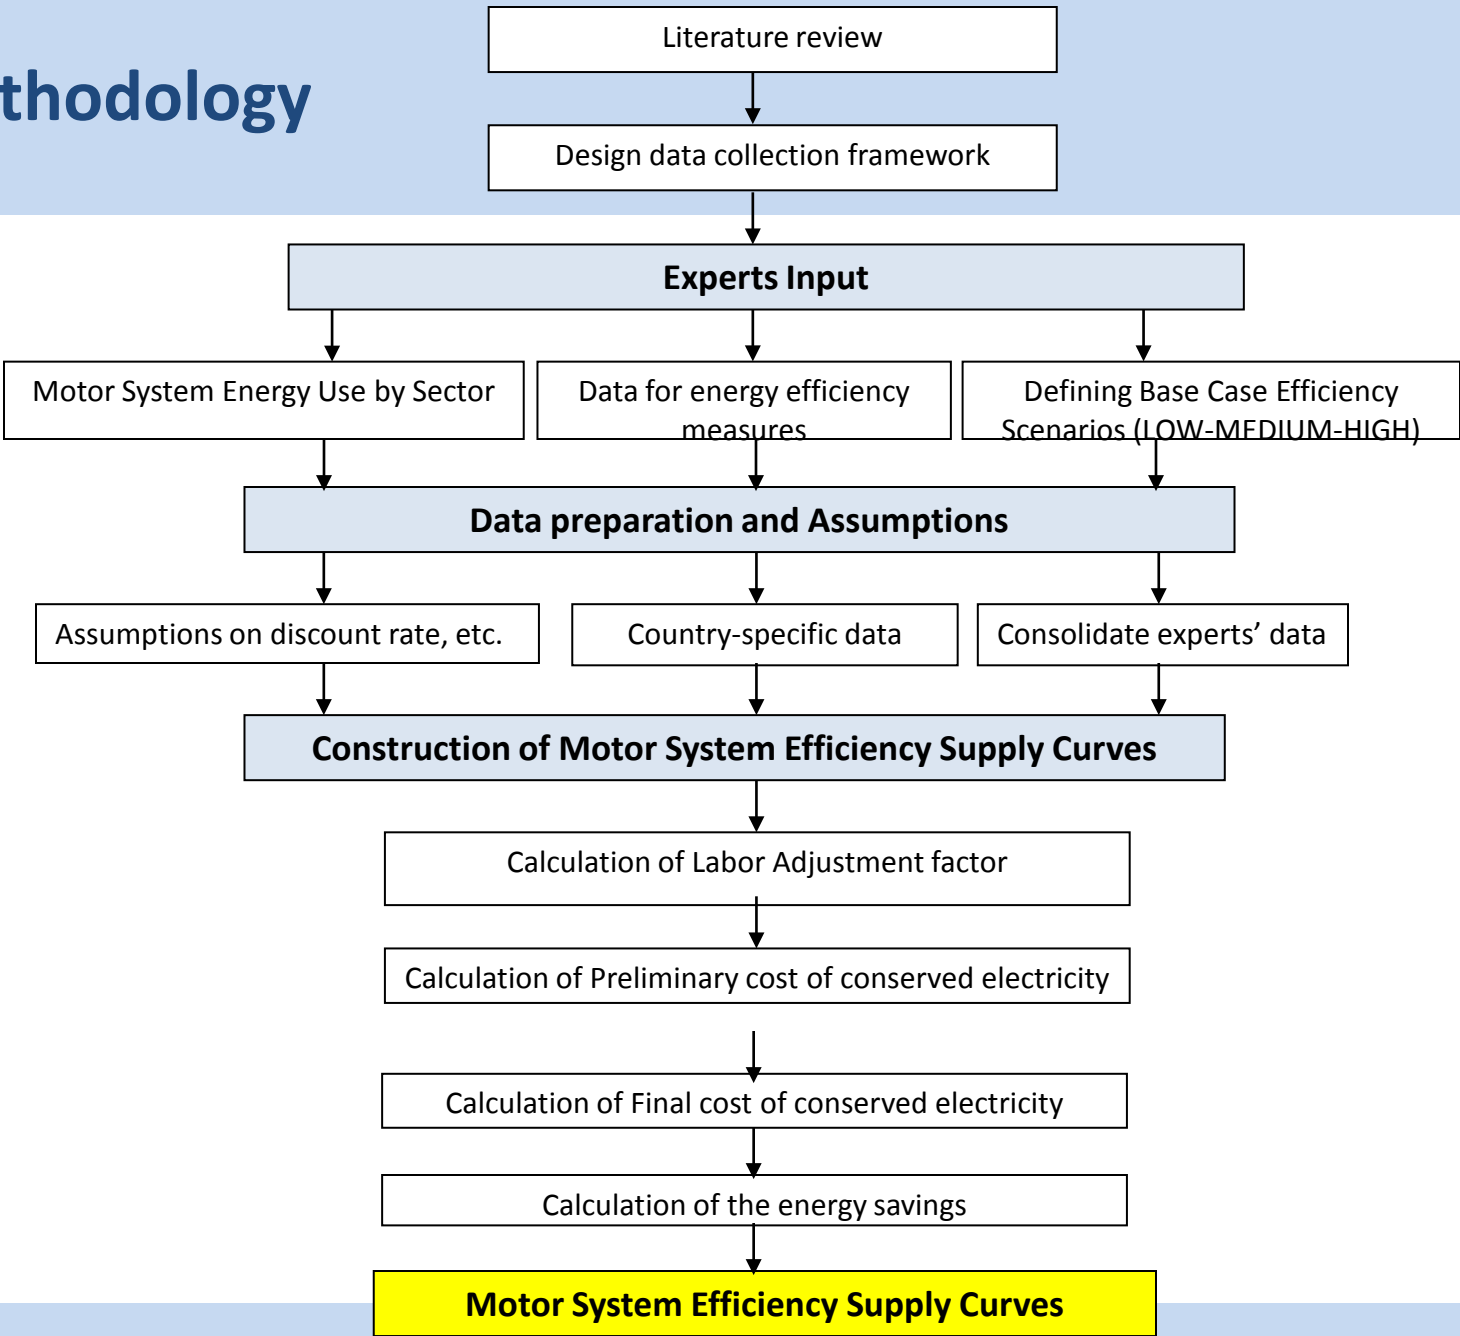 Literature review
thodology
Design data collection framework
Experts Input
Motor System Energy Use by Sector
Data for energy efficiency
measures
Defining Base Case Efficiency
Scenarios (LOW-MEDIUM-HIGH)
Data preparation and Assumptions
Assumptions on discount rate, etc.
Country-specific data
Consolidate experts’ data
Construction of Motor System Efficiency Supply Curves
Calculation of Labor Adjustment factor
Calculation of Preliminary cost of conserved electricity
Calculation of Final cost of conserved electricity
Calculation of the energy savings
Motor System Efficiency Supply Curves